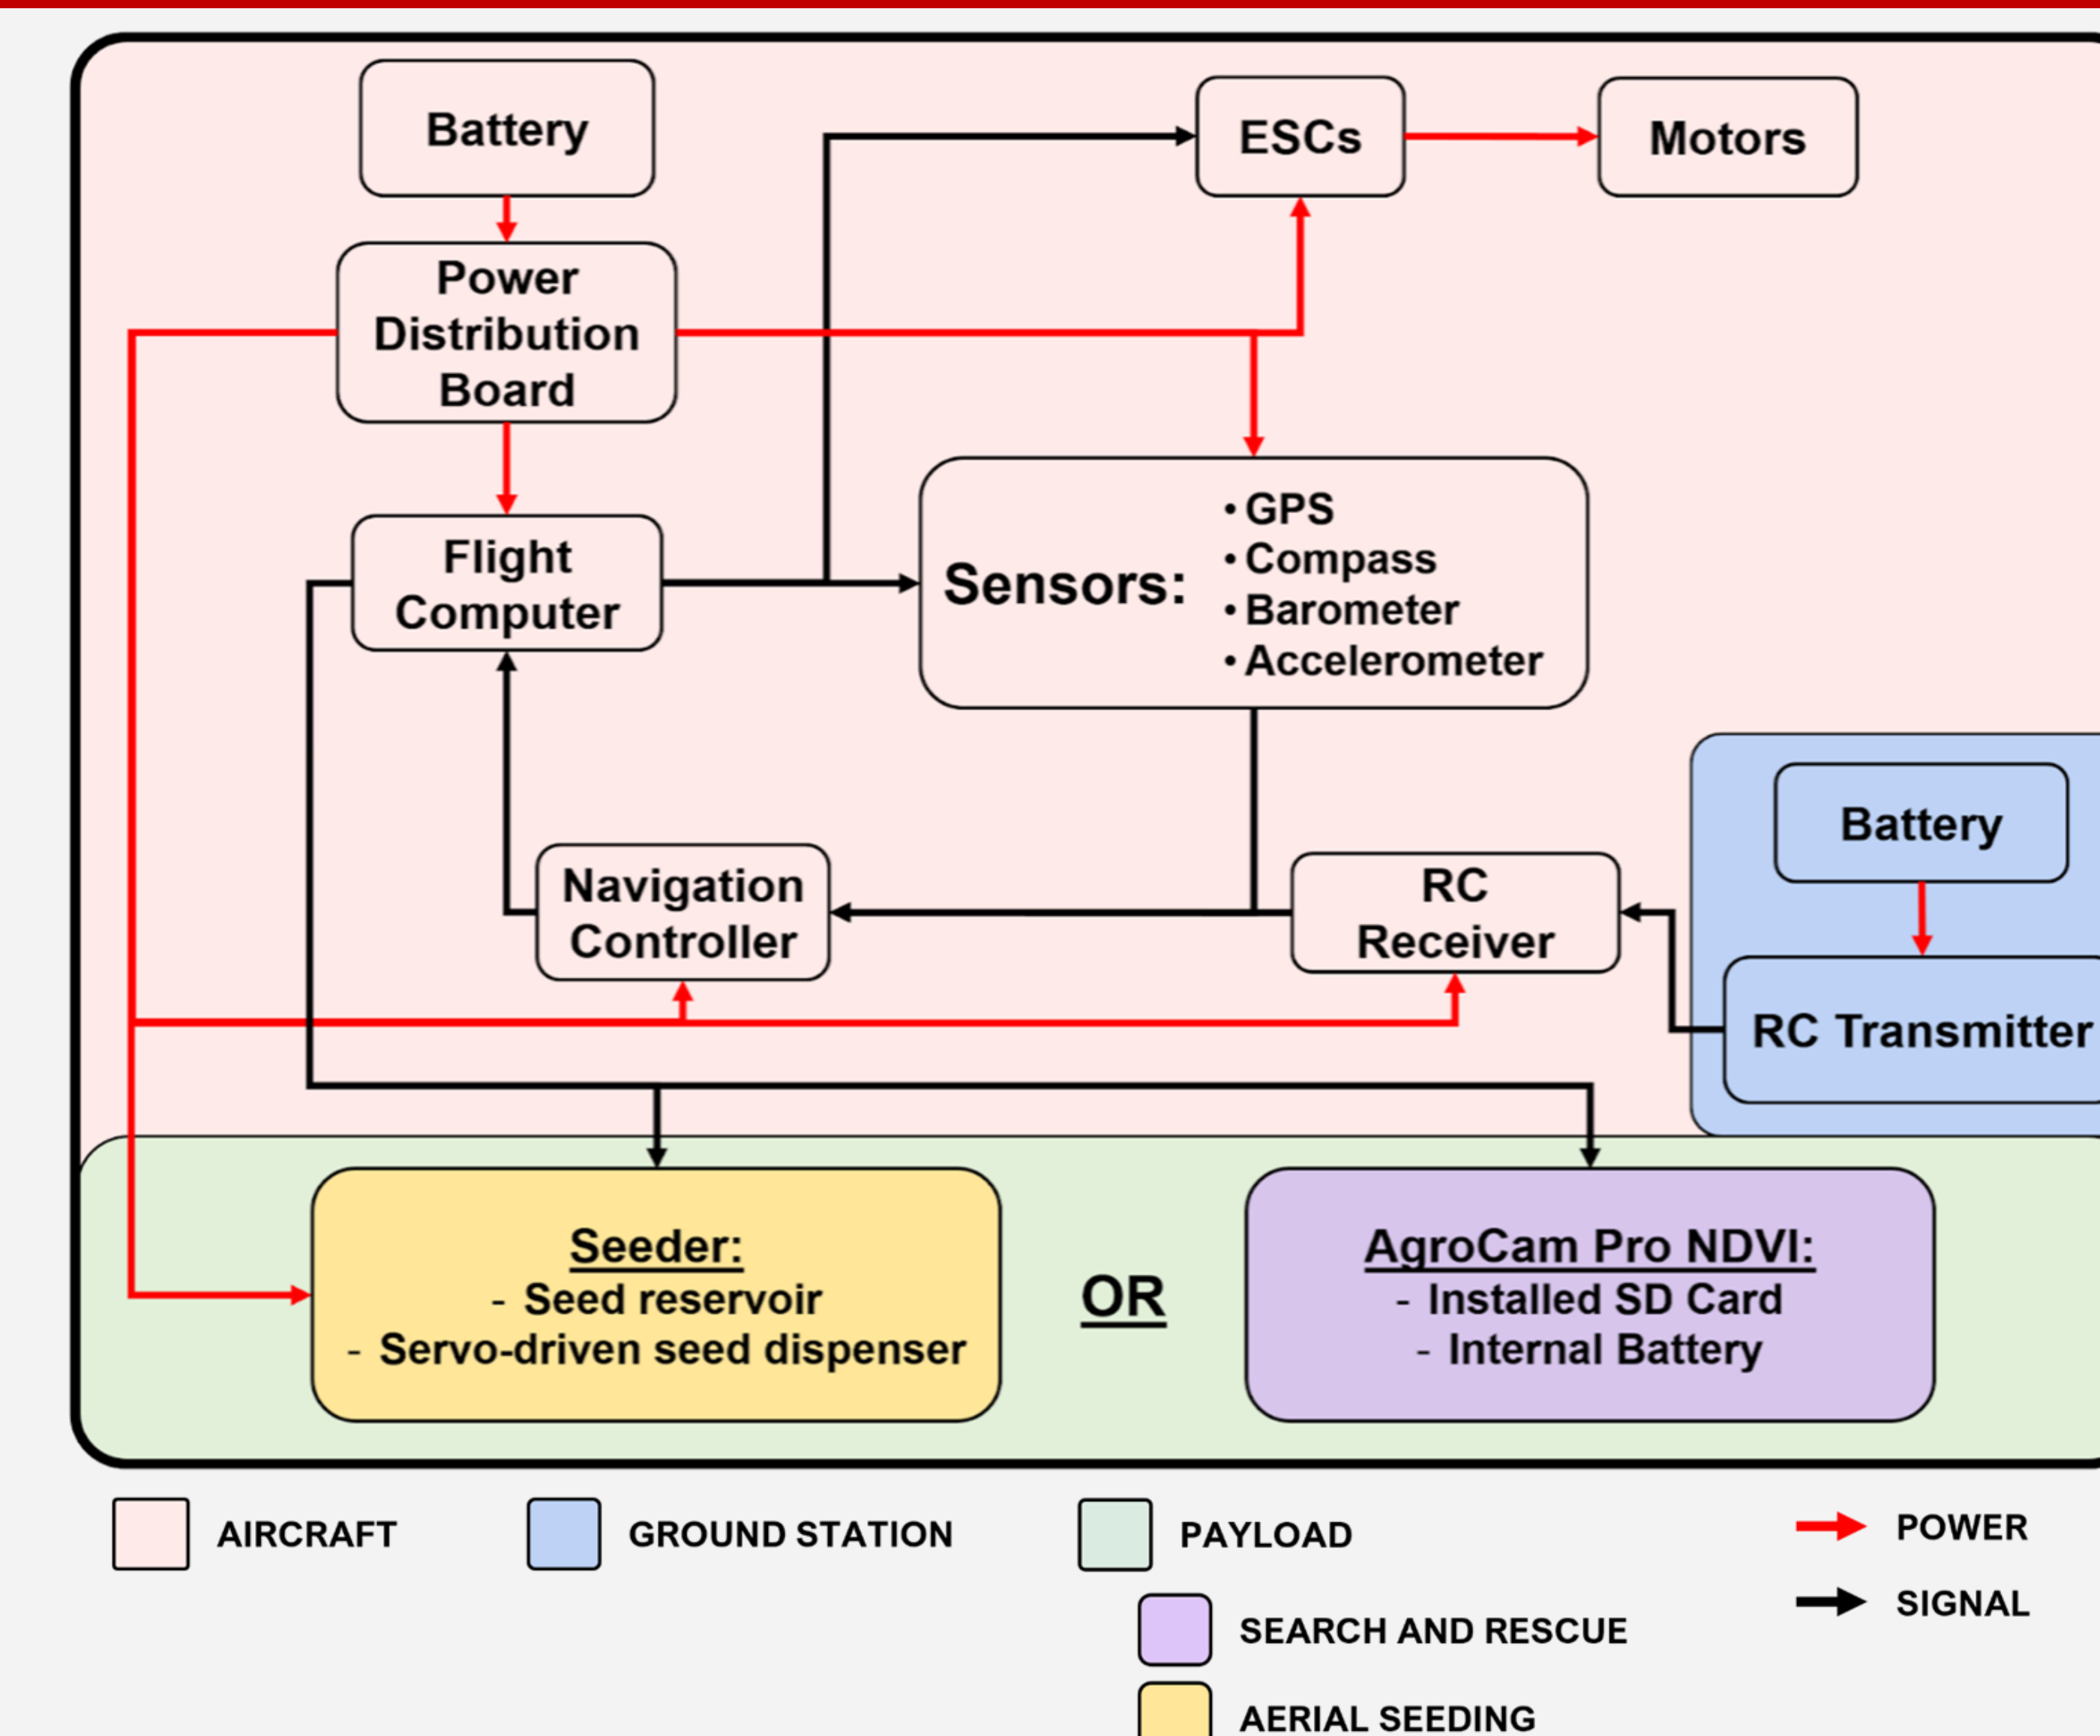 Battery
ESCs
Motors
Power
Distribution
Board
Flight
Computer
Sensors:
• GPS
• Compass
• Barometer
• Accelerometer
Battery
Navigation
Controller
RC
Receiver
RC Transmitter
Seeder:
- Seed reservoir
- Servo-driven seed dispenser
OR
AgroCam Pro NDVI:
- Installed SD Card
- Internal Battery
AIRCRAFT
GROUND STATION
PAYLOAD
POWER
SIGNAL
SEARCH AND RESCUE
AERIAL SEEDING